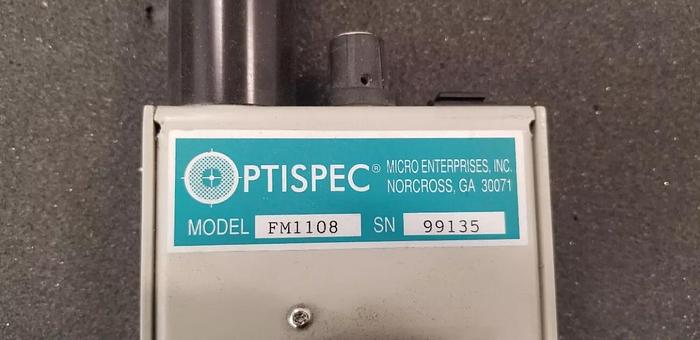 OPTISPEC® MICRO ENTERPRISES, INC.
NORCROSS, GA 30071
MODEL FM1108 SN 99135